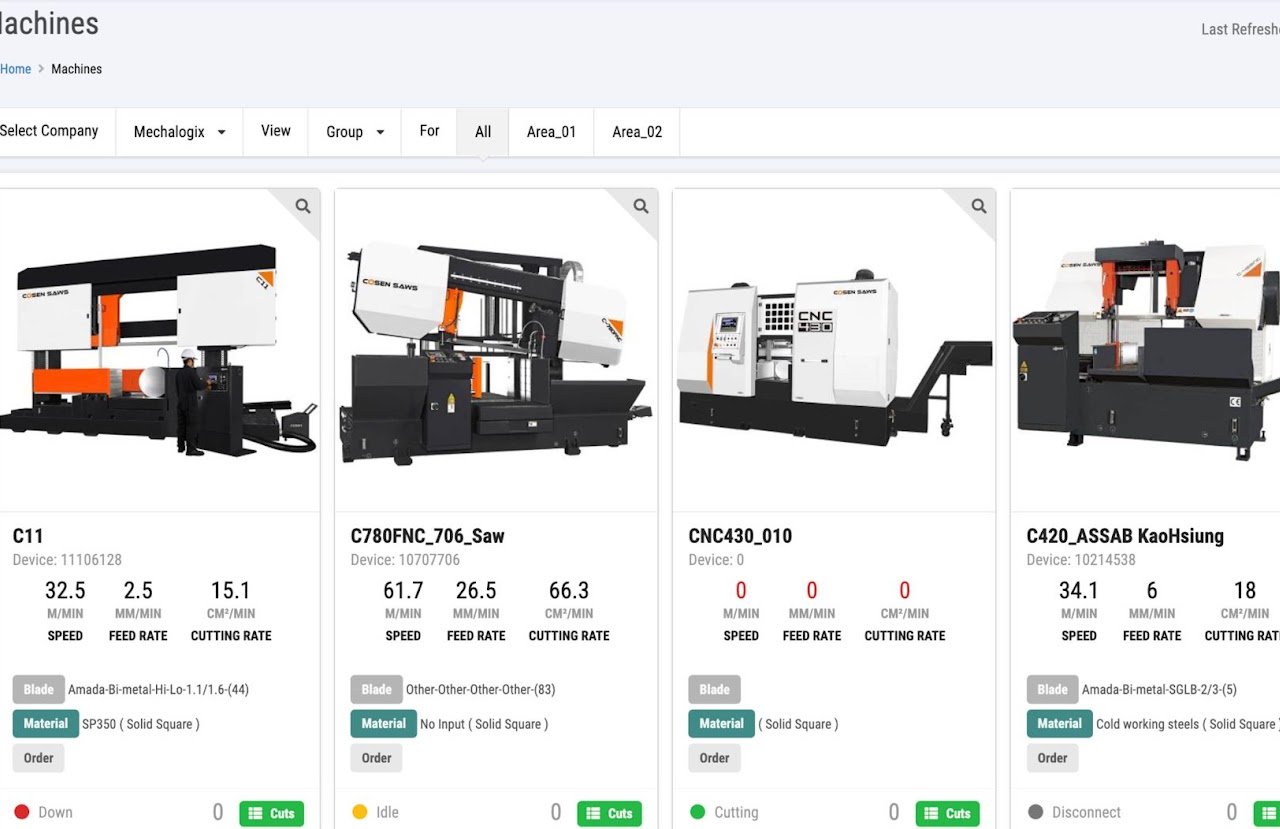 Machines
Last Refresh
Home > Machines
Select Company Mechalogix View Group For All Area_01 Area_02
COSEN SAWS C11
COSEN SAWS
COSEN SAWS CNC 430
COSEN SAWS
C11 C780FNC_706_Saw CNC430_010 C420_ASSAB KaoHsiung
Device: 11106128 Device: 10707706 Device: 0 Device: 10214538
32.5 2.5 15.1 61.7 26.5 66.3 0 0 0 34.1 6 18
M/MIN MM/MIN CM²/MIN M/MIN MM/MIN CM²/MIN M/MIN MM/MIN CM²/MIN M/MIN MM/MIN CM²/MIN
SPEED FEED RATE CUTTING RATE SPEED FEED RATE CUTTING RATE SPEED FEED RATE CUTTING RATE SPEED FEED RATE CUTTING RAT
Blade Amada-Bi-metal-Hi-Lo-1.1/1.6-(44) Blade Other-Other-Other-Other-(83) Blade Blade Amada-Bi-metal-SGLB-2/3-(5)
Material SP350 ( Solid Square ) Material No Input ( Solid Square ) Material ( Solid Square ) Material Cold working steels ( Solid Square )
Order Order Order Order
Down 0 Cuts Idle 0 Cuts Cutting 0 Cuts Disconnect 0